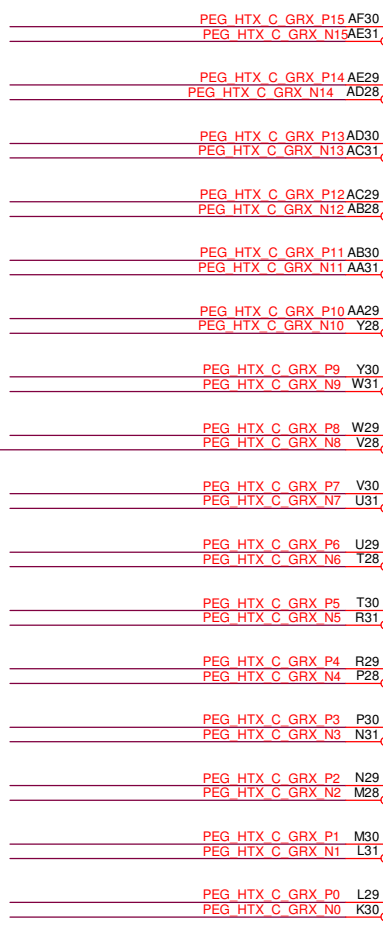 PEG_HTX_C_GRX_P15 AF30
PEG_HTX_C_GRX_N15 AE31
PEG_HTX_C_GRX_P14 AE29
PEG_HTX_C_GRX_N14 AD28
PEG_HTX_C_GRX_P13 AD30
PEG_HTX_C_GRX_N13 AC31
PEG_HTX_C_GRX_P12 AC29
PEG_HTX_C_GRX_N12 AB28
PEG_HTX_C_GRX_P11 AB30
PEG_HTX_C_GRX_N11 AA31
PEG_HTX_C_GRX_P10 AA29
PEG_HTX_C_GRX_N10 Y28
PEG_HTX_C_GRX_P9 Y30
PEG_HTX_C_GRX_N9 W31
PEG_HTX_C_GRX_P8 W29
PEG_HTX_C_GRX_N8 V28
PEG_HTX_C_GRX_P7 V30
PEG_HTX_C_GRX_N7 U31
PEG_HTX_C_GRX_P6 U29
PEG_HTX_C_GRX_N6 T28
PEG_HTX_C_GRX_P5 T30
PEG_HTX_C_GRX_N5 R31
PEG_HTX_C_GRX_P4 R29
PEG_HTX_C_GRX_N4 P28
PEG_HTX_C_GRX_P3 P30
PEG_HTX_C_GRX_N3 N31
PEG_HTX_C_GRX_P2 N29
PEG_HTX_C_GRX_N2 M28
PEG_HTX_C_GRX_P1 M30
PEG_HTX_C_GRX_N1 L31
PEG_HTX_C_GRX_P0 L29
PEG_HTX_C_GRX_N0 K30